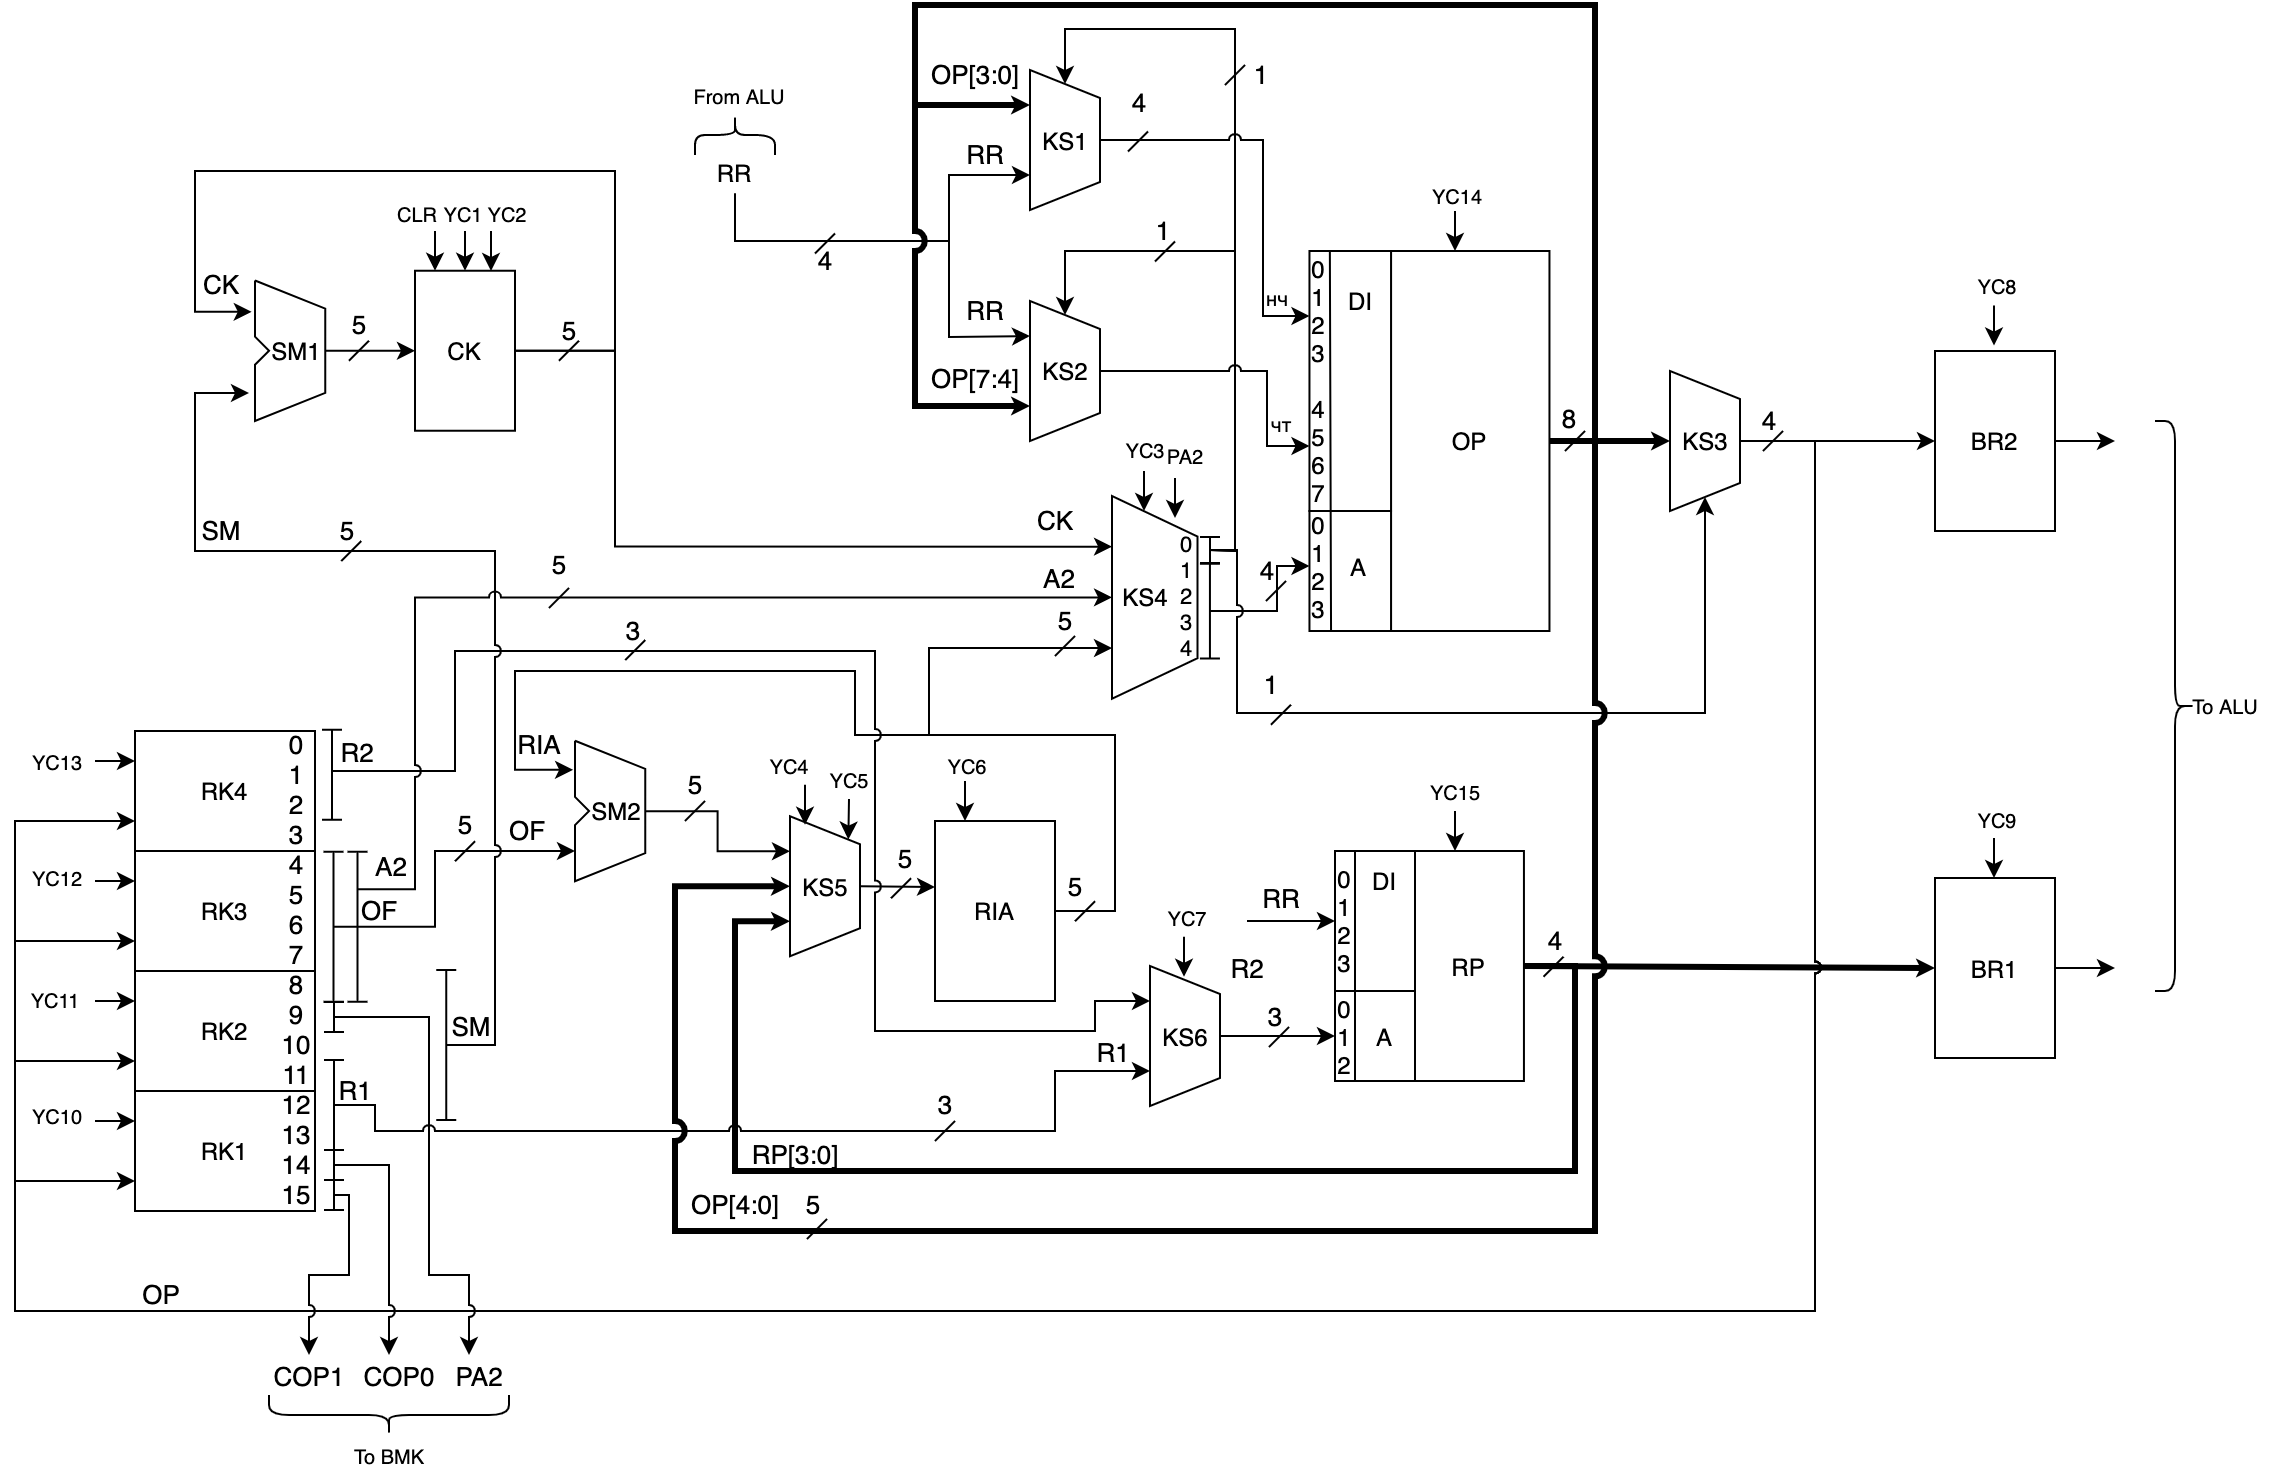 OP[3:0]
KS1
4
1
From ALU
RR
RR
4
1
RR
OP[7:4]
KS2
нч
чт
YC14
0
1
2
3
4
5
6
7
DI
OP
0
1
2
3
A
8
KS3
4
YC8
BR2
CLR YC1 YC2
CK
SM1
5
CK
5
SM
5
YC3 PA2
CK
A2
5
5
KS4
0
1
2
3
4
4
1
3
To ALU
YC13
YC12
YC11
YC10
RK4
RK3
RK2
RK1
0
1
2
3
4
5
6
7
8
9
10
11
12
13
14
15
R2
A2
OF
SM
R1
5
OF
RIA
SM2
5
YC4
YC5
KS5
5
YC6
RIA
5
YC7
R2
R1
KS6
3
3
RR
YC15
0
1
2
3
DI
RP
0
1
2
A
4
YC9
BR1
RP[3:0]
OP[4:0] 5
OP
COP1 COP0 PA2
To BMK